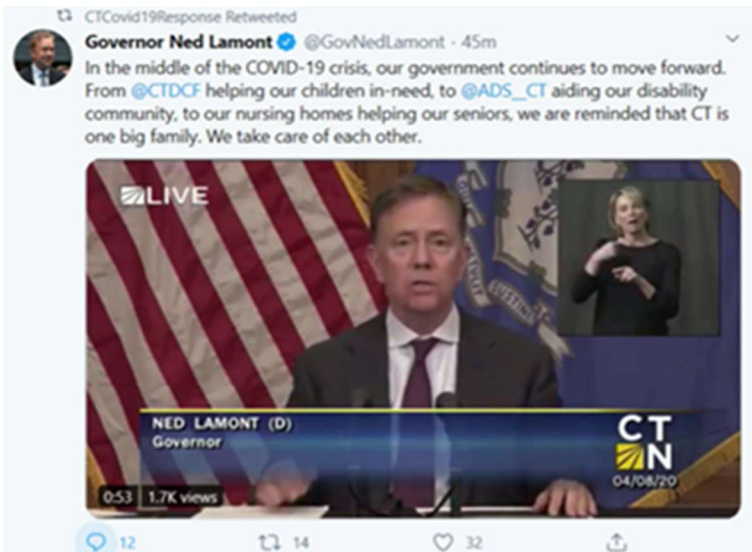 CTCovid19Response Retweeted
Governor Ned Lamont @GovNedLamont · 45m
In the middle of the COVID-19 crisis, our government continues to move forward.
From @CTDCF helping our children in-need, to @ADS_CT aiding our disability
community, to our nursing homes helping our seniors, we are reminded that CT is
one big family. We take care of each other.
LIVE
NED LAMONT (D)
Governor
CT
N
04/08/20
0:53 1.7K views
12 14 32